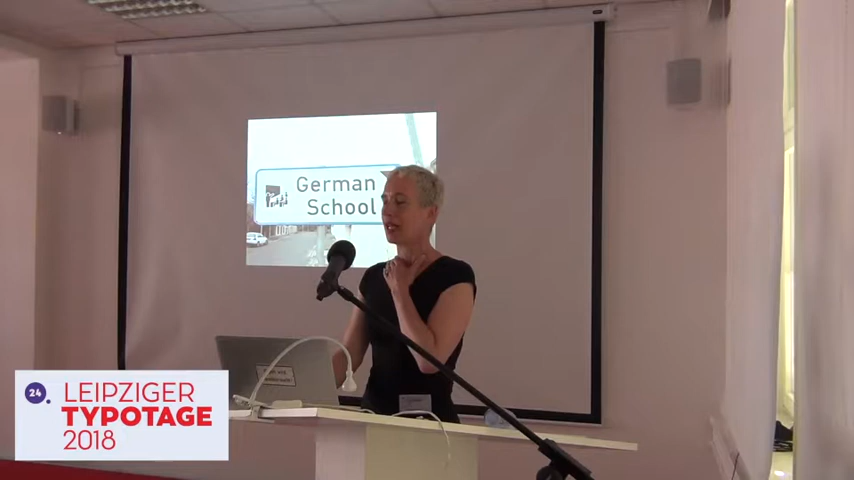 German
School
24.
LEIPZIGER
TYPOTAGE
2018